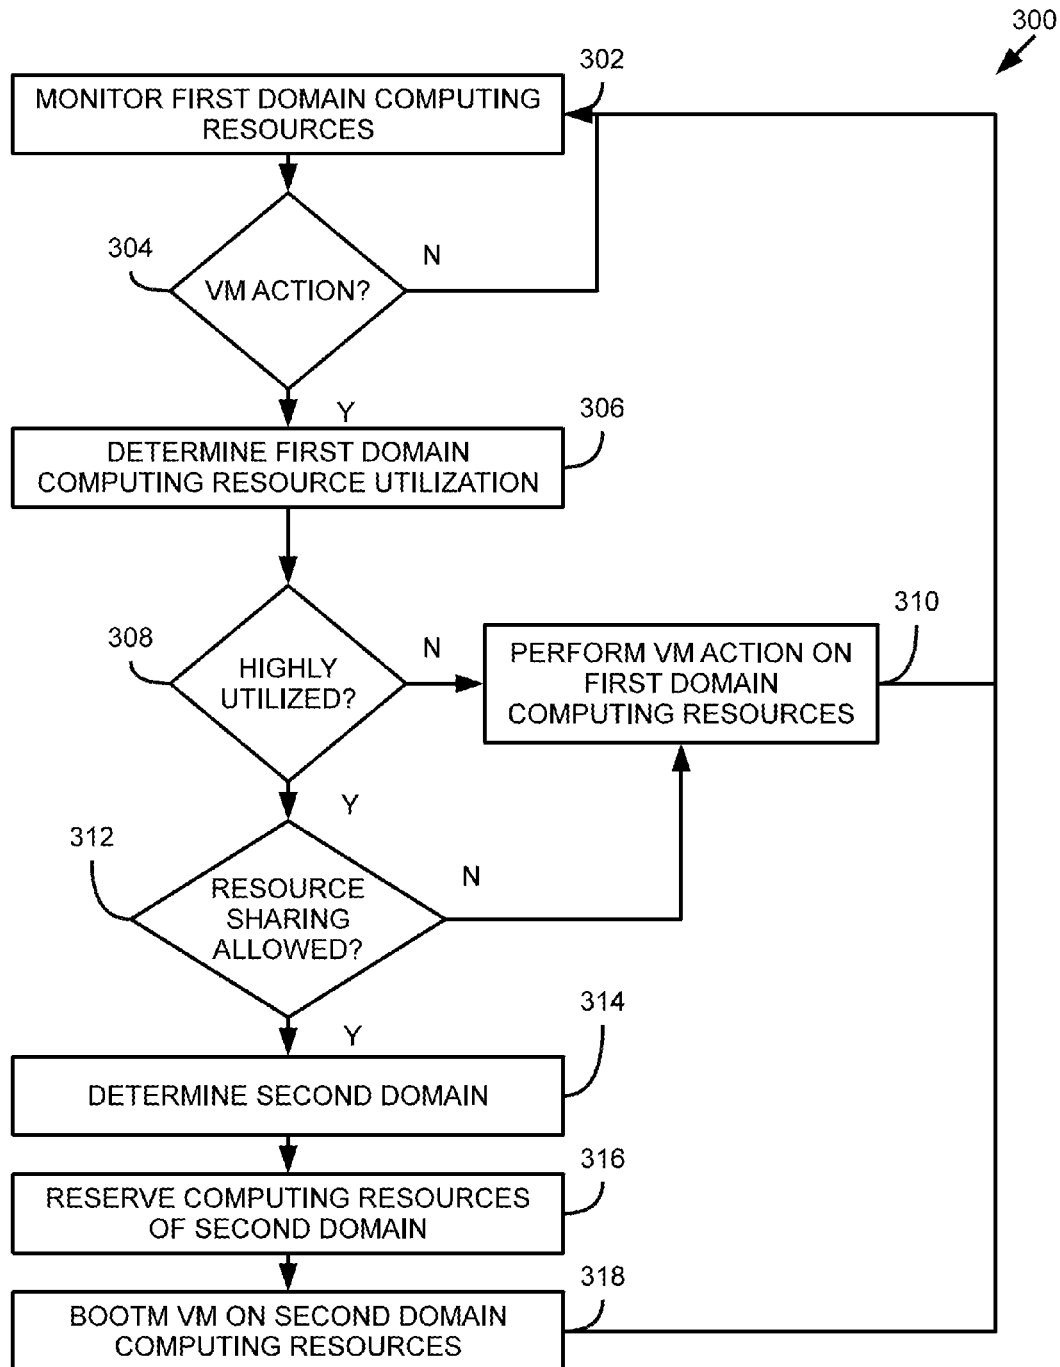 300
302
MONITOR FIRST DOMAIN COMPUTING
RESOURCES
304
N
VM ACTION?
Y
306
DETERMINE FIRST DOMAIN
COMPUTING RESOURCE UTILIZATION
308
N
HIGHLY
UTILIZED?
310
PERFORM VM ACTION ON
FIRST DOMAIN
COMPUTING RESOURCES
Y
312
N
RESOURCE
SHARING
ALLOWED?
Y
314
DETERMINE SECOND DOMAIN
316
RESERVE COMPUTING RESOURCES
OF SECOND DOMAIN
318
BOOTM VM ON SECOND DOMAIN
COMPUTING RESOURCES